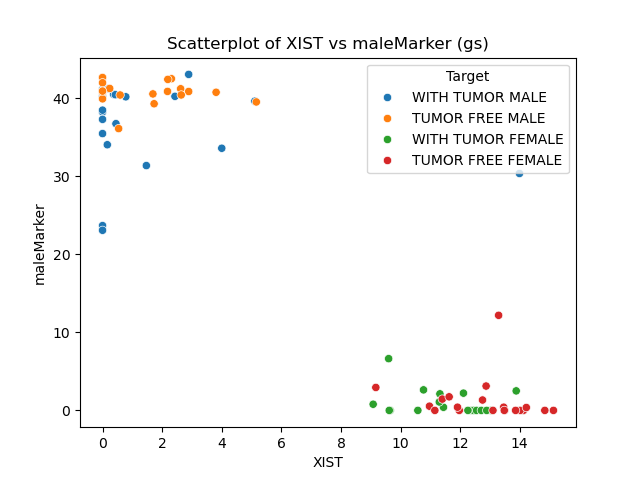 Scatterplot of XIST vs maleMarker (gs)
Target
WITH TUMOR MALE
TUMOR FREE MALE
WITH TUMOR FEMALE
TUMOR FREE FEMALE
maleMarker
40
30
20
10
0
0 2 4 6 8 10 12 14
XIST